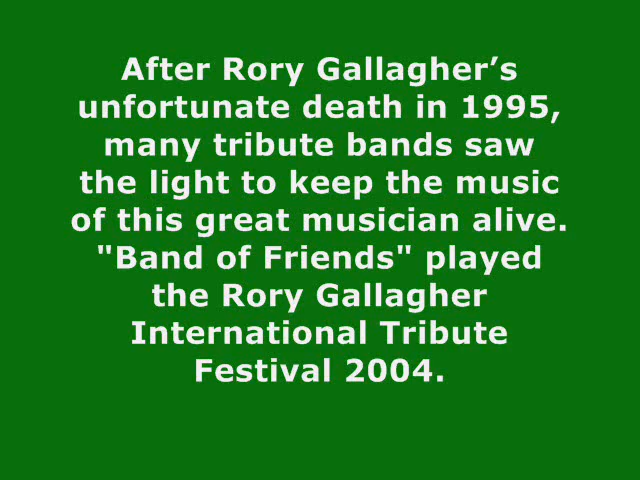 After Rory Gallagher’s
unfortunate death in 1995,
many tribute bands saw
the light to keep the music
of this great musician alive.
"Band of Friends" played
the Rory Gallagher
International Tribute
Festival 2004.